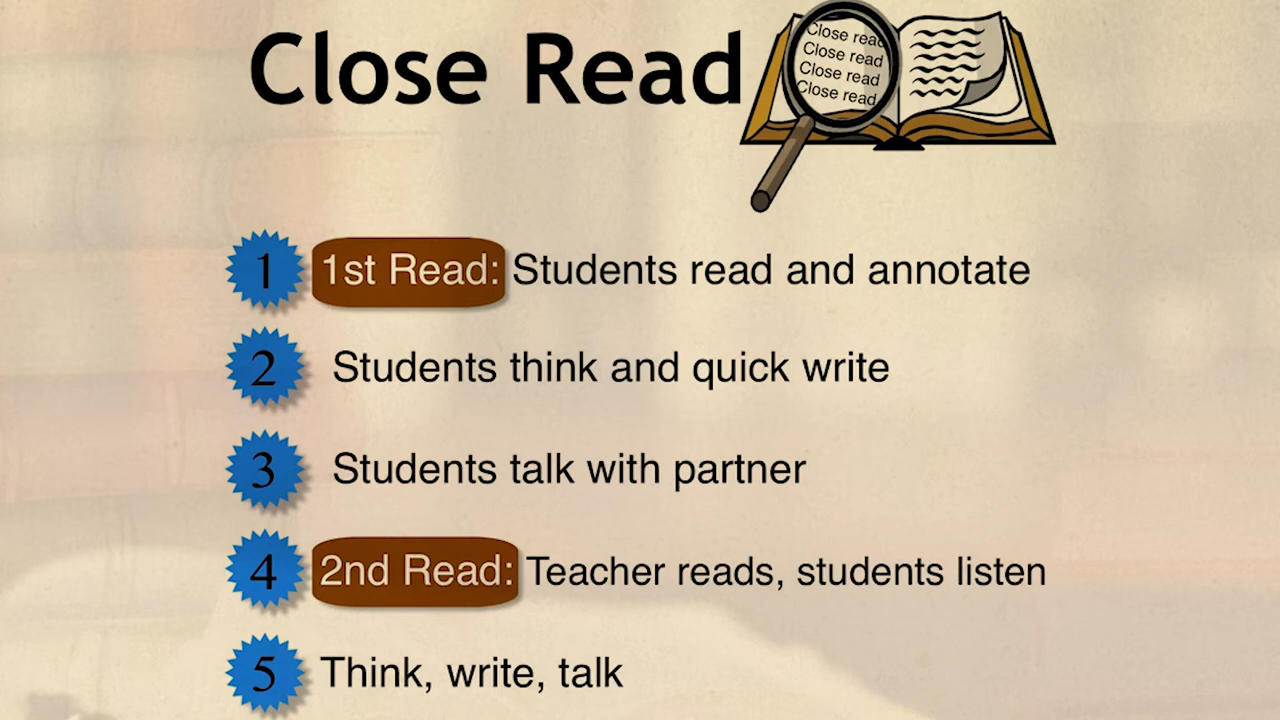 Close Read
Close read
Close read
Close read
Close read
1 1st Read: Students read and annotate
2 Students think and quick write
3 Students talk with partner
4 2nd Read: Teacher reads, students listen
5 Think, write, talk